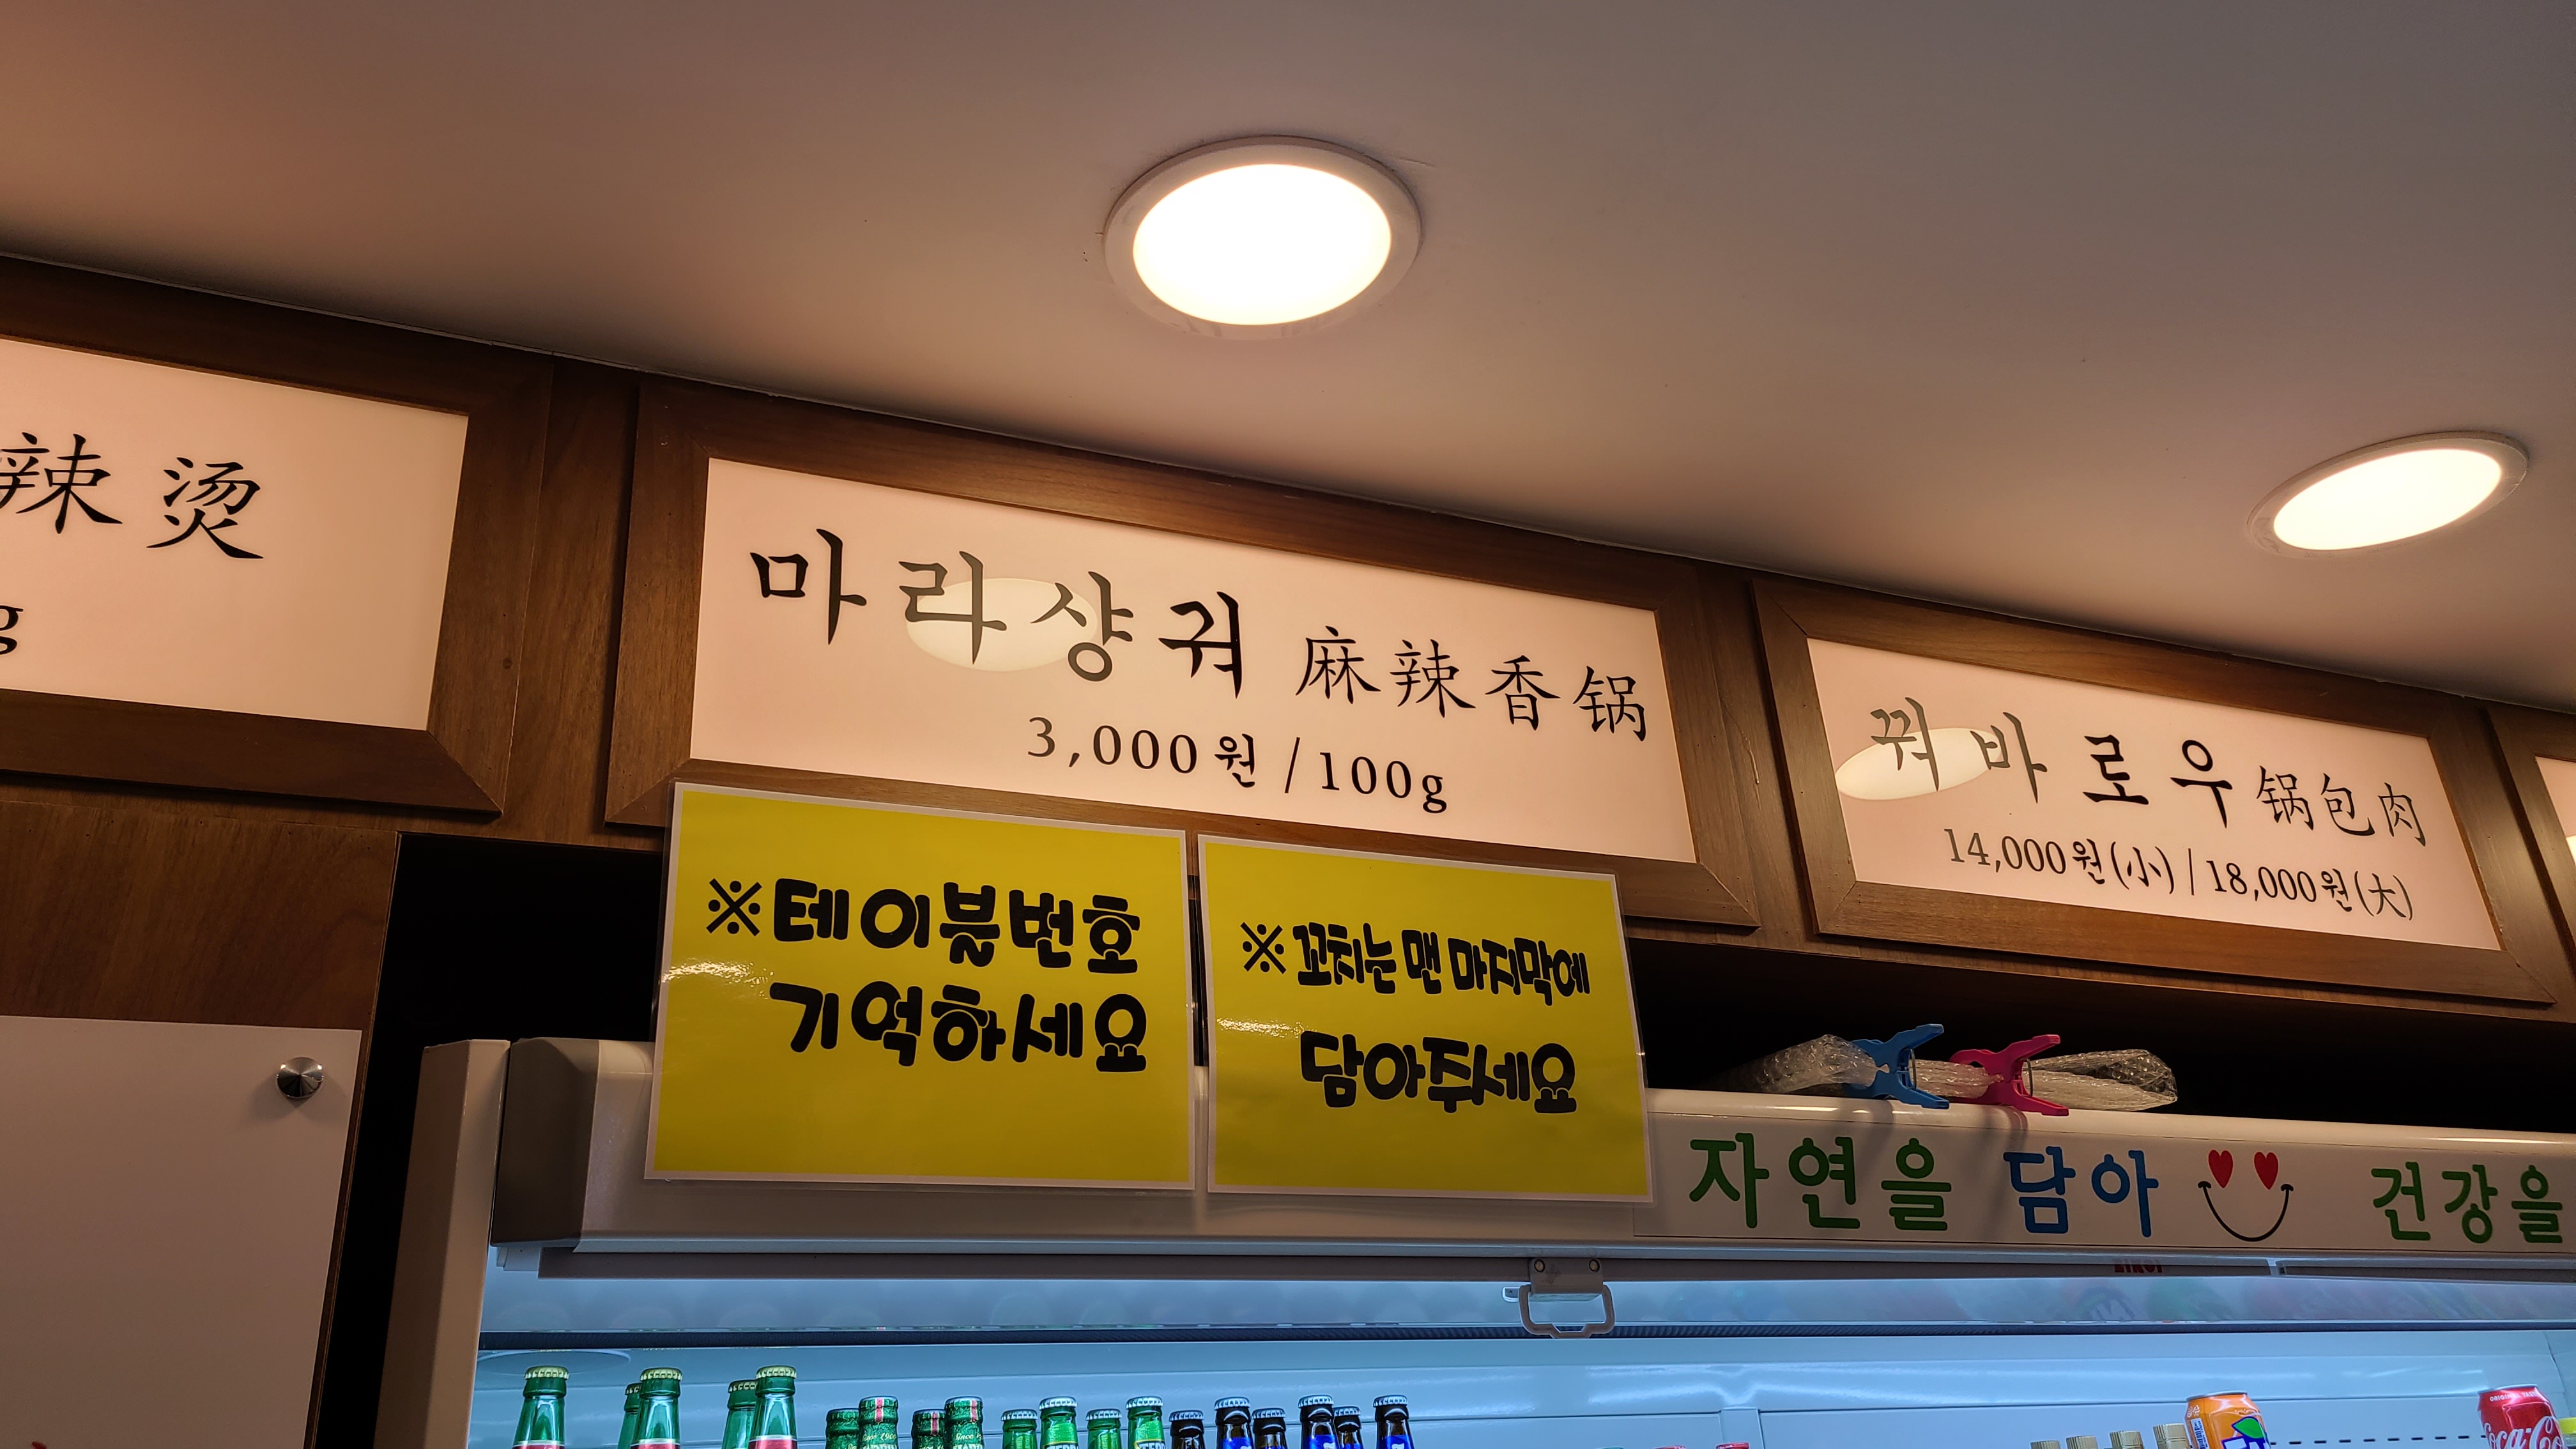 辣烫
g
마라샹궈 麻辣香锅
3,000원 / 100g
꿔바로우 锅包肉
14,000원(小) / 18,000원(大)
※테이블번호
기억하세요
※꼬치는 맨 마지막에
담아주세요
자연을 담아 건강을
Coca-Co